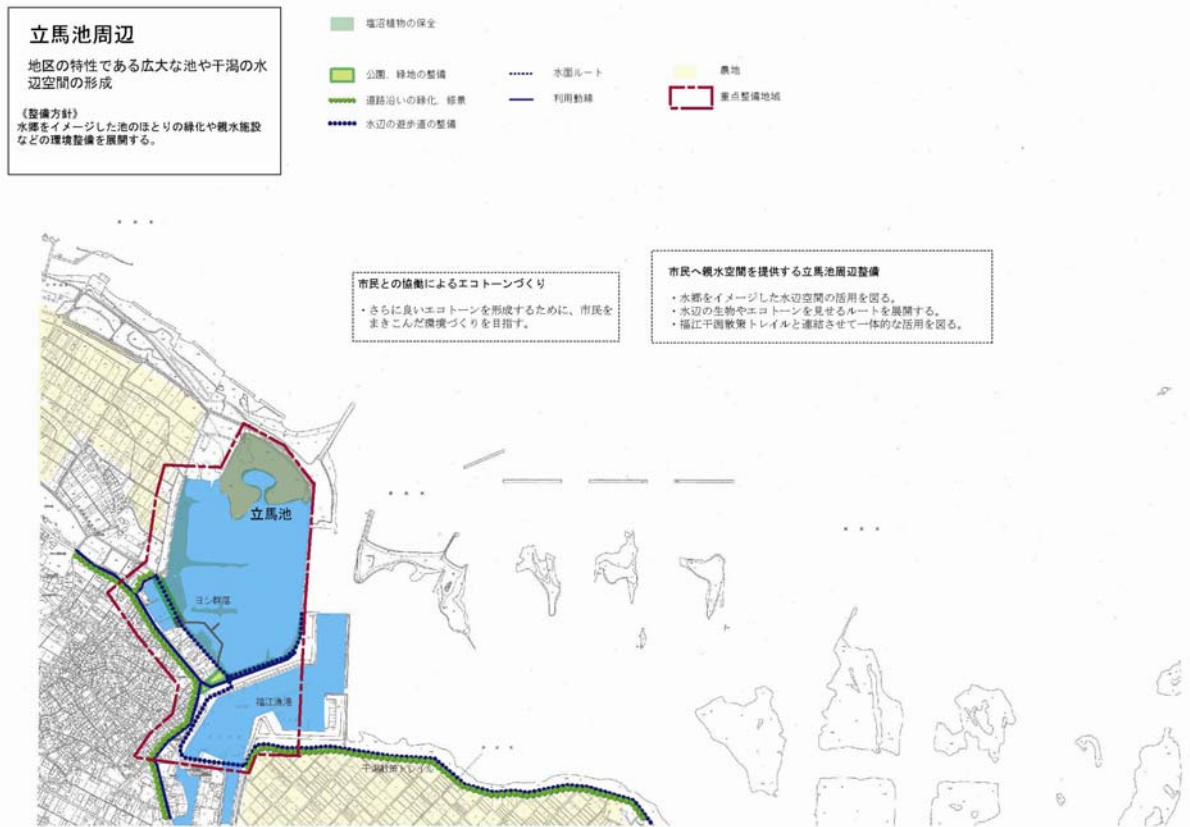 立馬池周辺
地区の特性である広大な池や干潟の水
辺空間の形成
《整備方針》
水郷をイメージした池のほとりの緑化や親水施設
などの環境整備を展開する。
塩沼植物の保全
公園、緑地の整備
道路沿いの緑化、修景
水辺の遊歩道の整備
水面ルート
利用動線
農地
重点整備地域
市民との協働によるエコトーンづくり
・さらに良いエコトーンを形成するために、市民を
まきこんだ環境づくりを目指す。
市民へ親水空間を提供する立馬池周辺整備
・水郷をイメージした水辺空間の活用を図る。
・水辺の生物やエコトーンを見せるルートを展開する。
・福江干潟散策トレイルと連結させて一体的な活用を図る。
立馬池
ヨシ群落
福江漁港
干潟散策トレイル